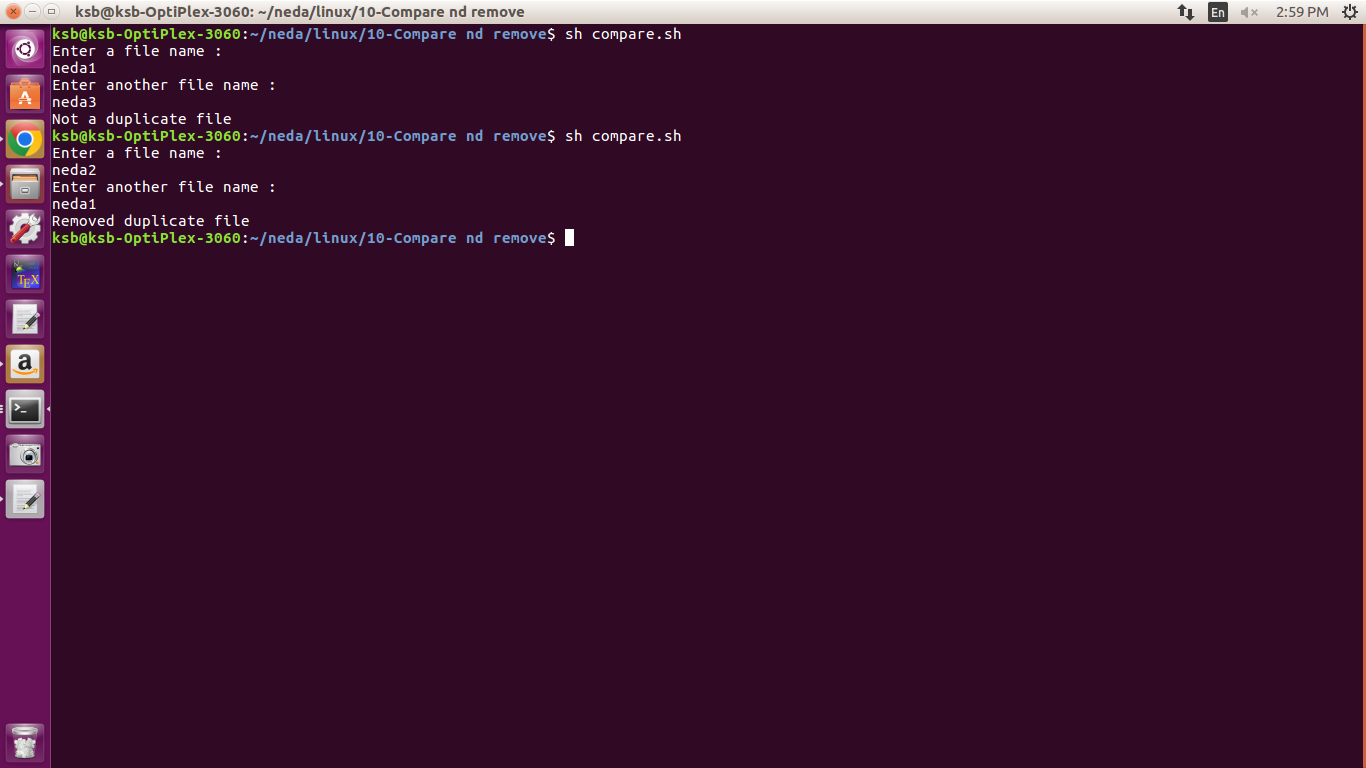 ksb@ksb-OptiPlex-3060: ~/neda/linux/10-Compare nd remove
En
2:59 PM
ksb@ksb-OptiPlex-3060:~/neda/linux/10-Compare nd remove$ sh compare.sh
Enter a file name :
neda1
Enter another file name :
neda3
Not a duplicate file
ksb@ksb-OptiPlex-3060:~/neda/linux/10-Compare nd remove$ sh compare.sh
Enter a file name :
neda2
Enter another file name :
neda1
Removed duplicate file
ksb@ksb-OptiPlex-3060:~/neda/linux/10-Compare nd remove$
A
TEX
a
>_